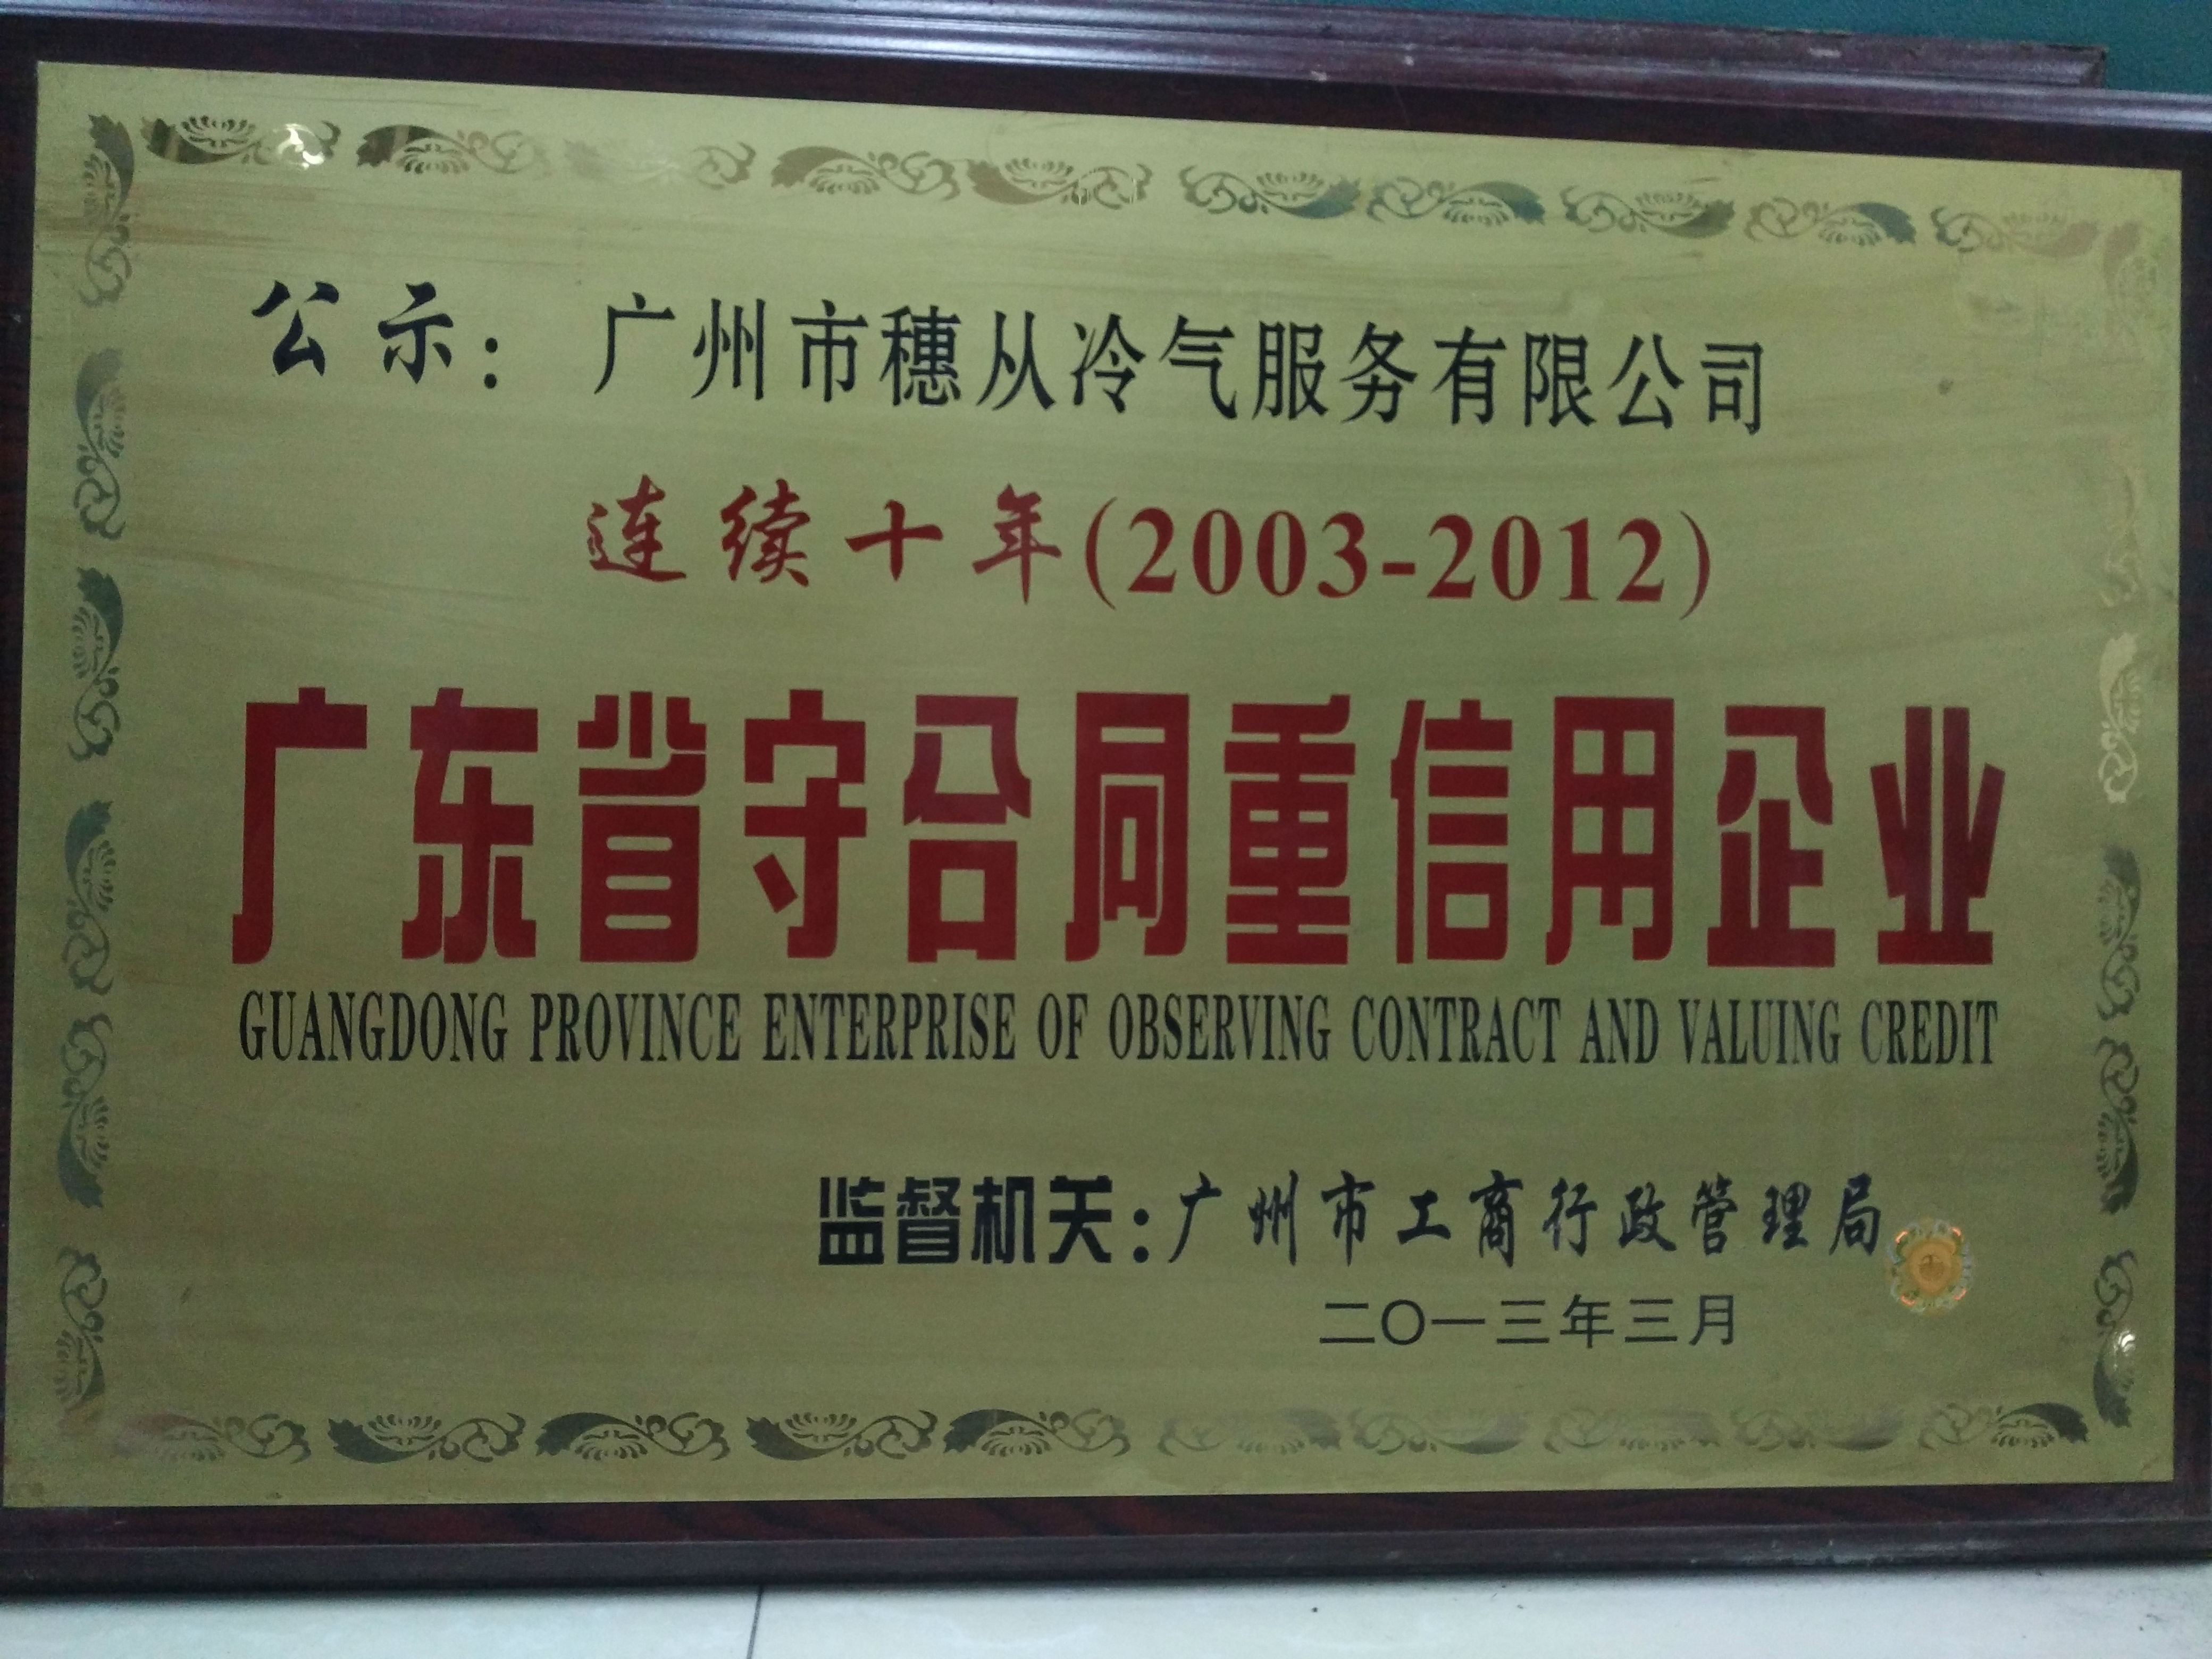 公示：广州市穗从冷气服务有限公司
连续十年(2003-2012)
广东省守合同重信用企业
GUANGDONG PROVINCE ENTERPRISE OF OBSERVING CONTRACT AND VALUING CREDIT
监督机关：广州市工商行政管理局
二〇一三年三月